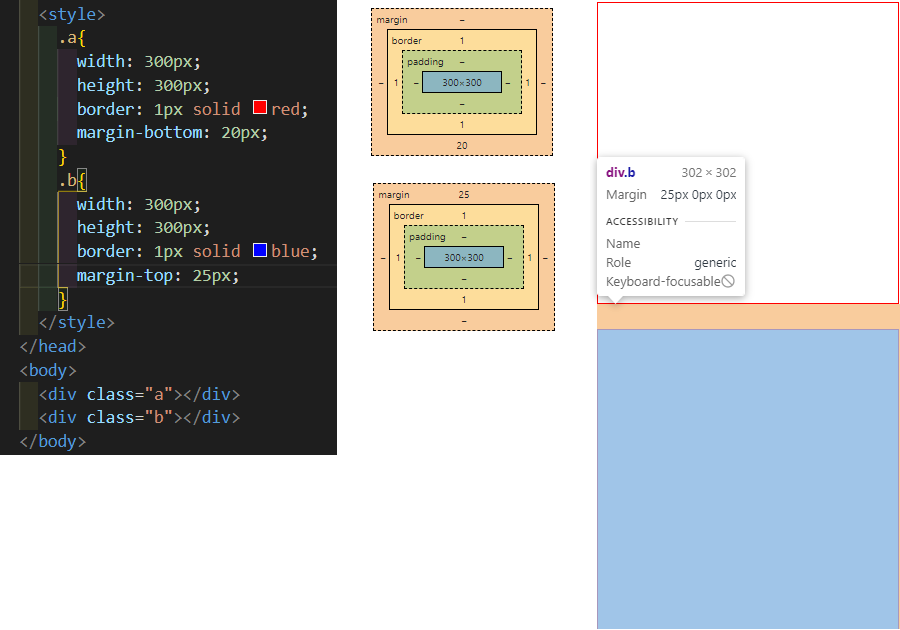 <style>
.a{
width: 300px;
height: 300px;
border: 1px solid red;
margin-bottom: 20px;
}
.b{
width: 300px;
height: 300px;
border: 1px solid blue;
margin-top: 25px;
}
</style>
</head>
<body>
<div class="a"></div>
<div class="b"></div>
</body>
margin –
border 1
padding –
– 1 – 300×300 – 1 –
–
1
20
margin 25
border 1
padding –
– 1 – 300×300 – 1 –
–
1
–
div.b 302 × 302
Margin 25px 0px 0px
ACCESSIBILITY
Name
Role generic
Keyboard-focusable